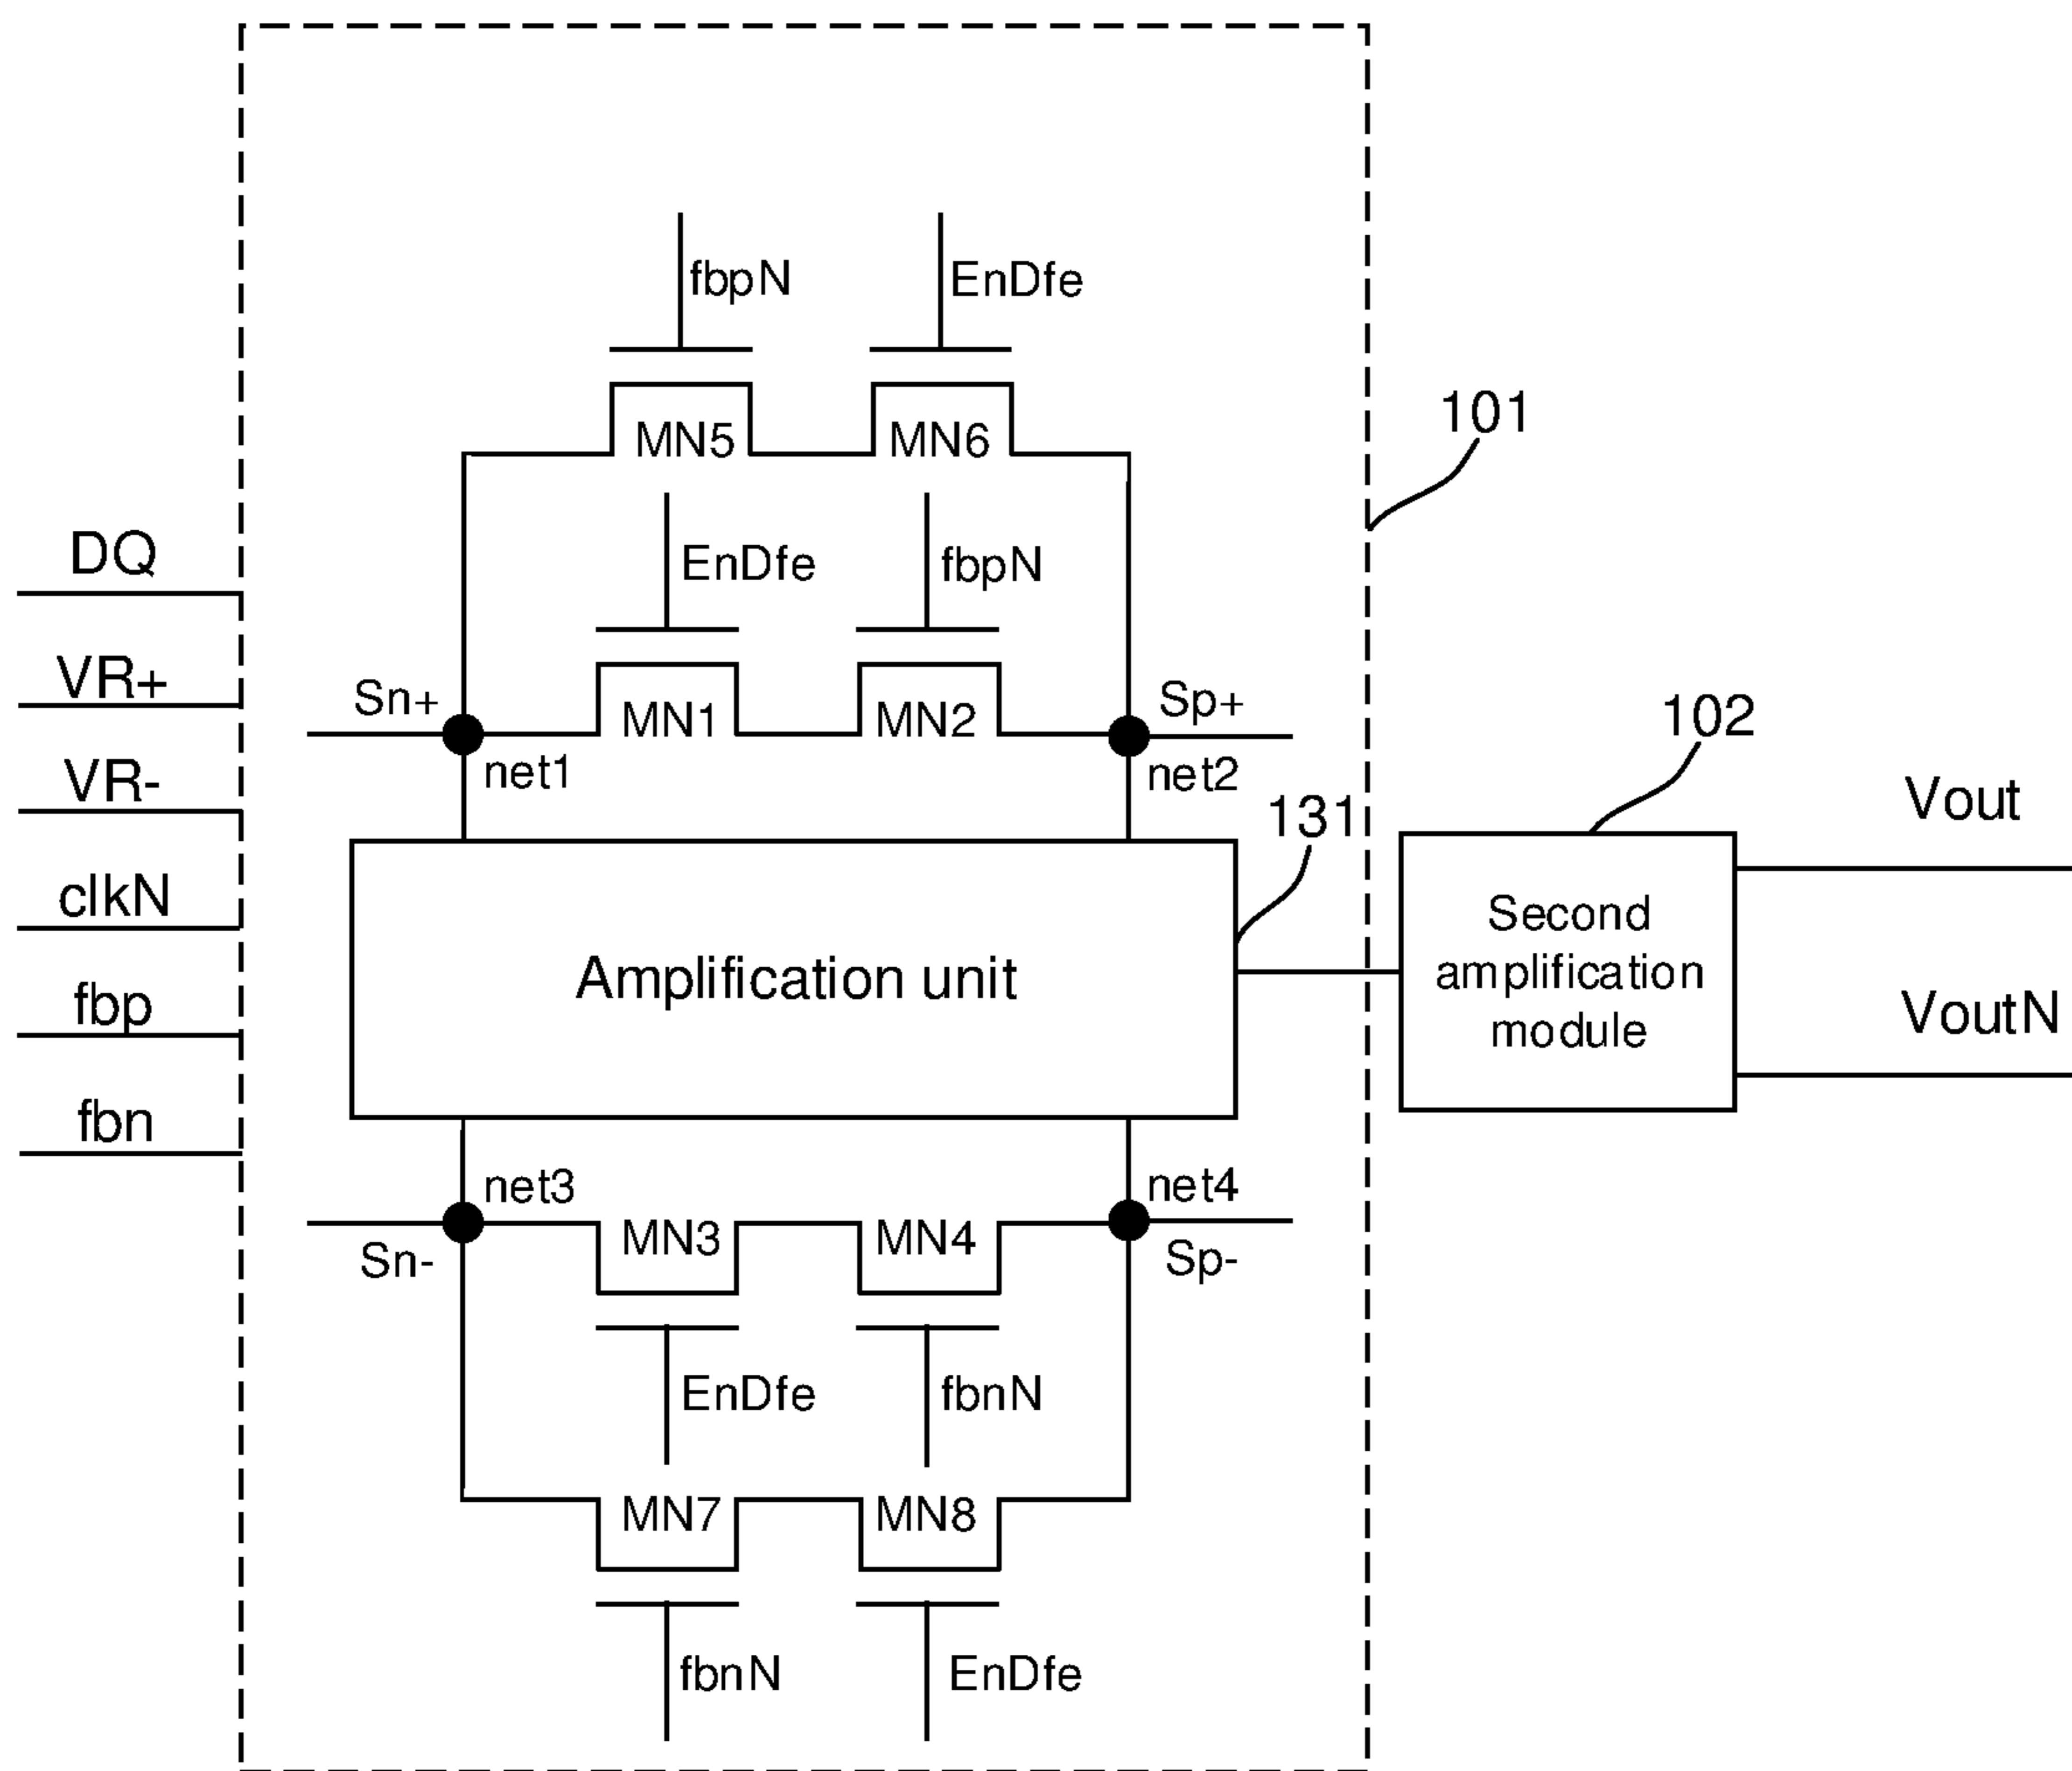 fbpN
EnDfe
101
MN5
MN6
DQ
EnDfe
fbpN
VR+
Sn+
MN1
MN2
Sp+
102
net1
net2
VR-
131
Vout
clkN
Second
amplification
module
Amplification unit
fbp
VoutN
fbn
net3
net4
MN3
MN4
Sn-
Sp-
EnDfe
fbnN
MN7
MN8
fbnN
EnDfe